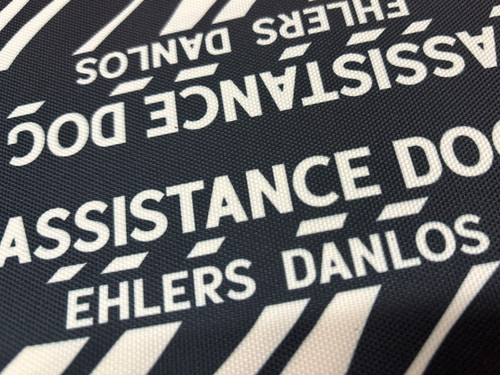 EHLERS DANLOS
ASSISTANCE DOG
ASSISTANCE DO
EHLERS DANLOS